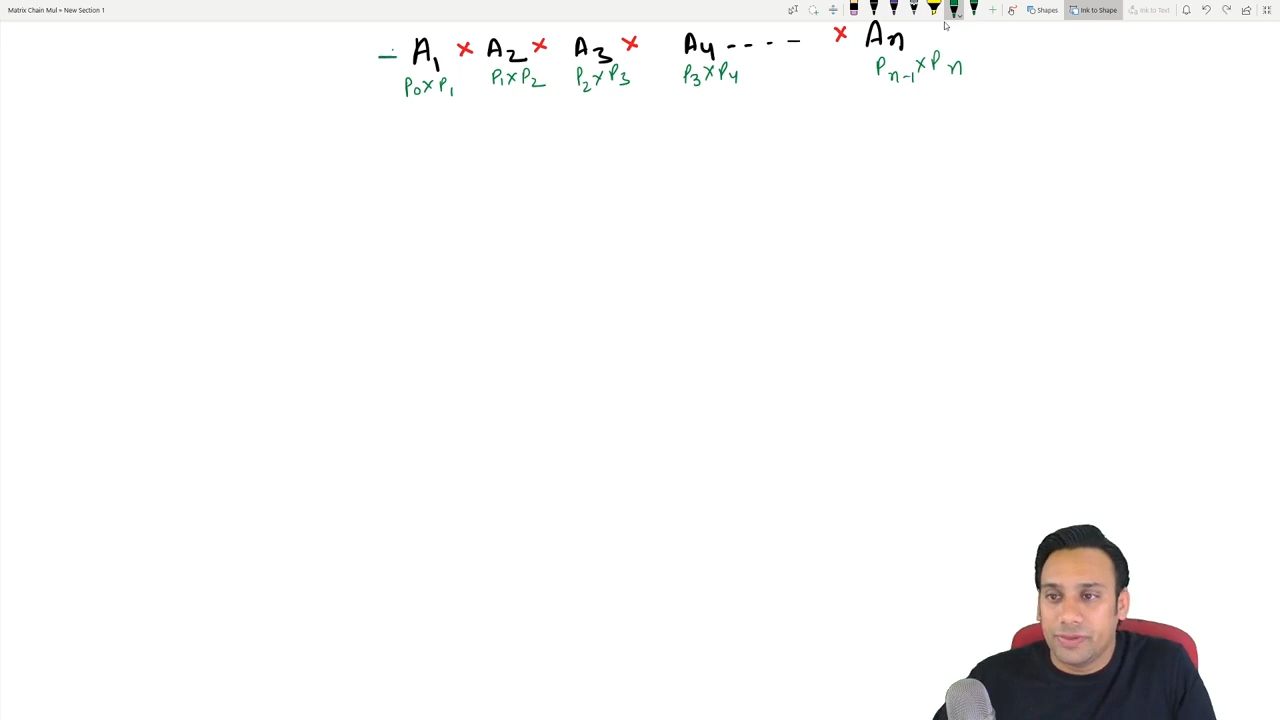 Matrix Chain Mul » New Section 1
Shapes
Ink to Shape
Ink to Text
– A₁ × A₂ × A₃ × A₄ - - - - – × Aₙ
P₀×P₁ P₁×P₂ P₂×P₃ P₃×P₄ Pₙ₋₁×Pₙ